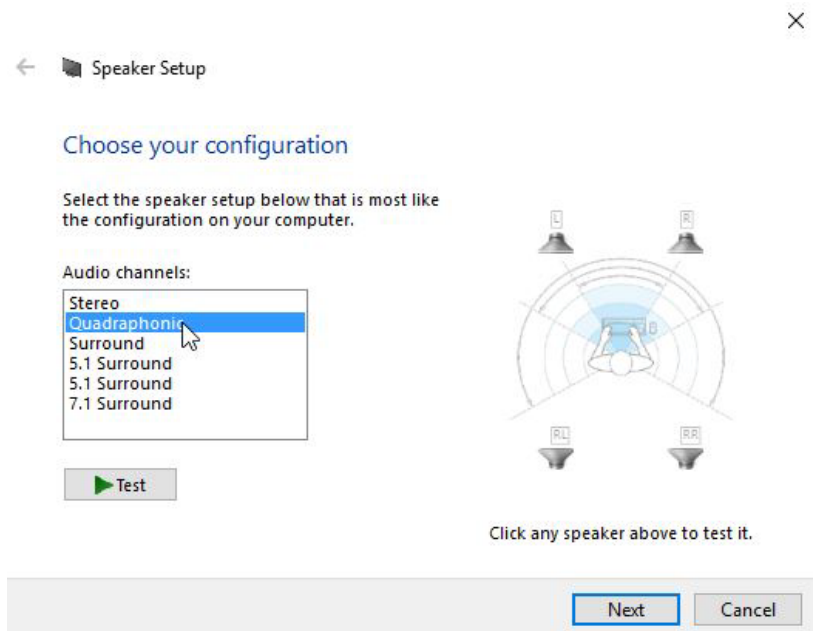 Speaker Setup
Choose your configuration
Select the speaker setup below that is most like
the configuration on your computer.
Audio channels:
Stereo
Quadraphonic
Surround
5.1 Surround
5.1 Surround
7.1 Surround
Test
L
R
RL
RR
Click any speaker above to test it.
Next
Cancel